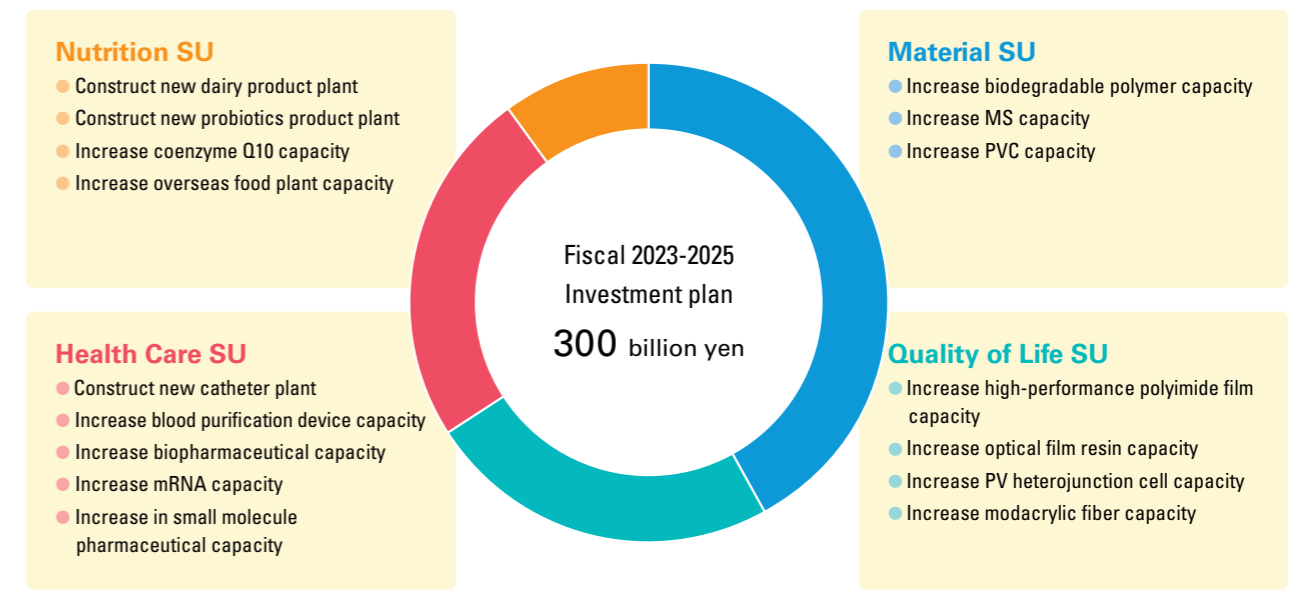 Nutrition SU
Construct new dairy product plant
Construct new probiotics product plant
Increase coenzyme Q10 capacity
Increase overseas food plant capacity
Material SU
Increase biodegradable polymer capacity
Increase MS capacity
Increase PVC capacity
Fiscal 2023-2025
Investment plan
300 billion yen
Health Care SU
Construct new catheter plant
Increase blood purification device capacity
Increase biopharmaceutical capacity
Increase mRNA capacity
Increase in small molecule
pharmaceutical capacity
Quality of Life SU
Increase high-performance polyimide film
capacity
Increase optical film resin capacity
Increase PV heterojunction cell capacity
Increase modacrylic fiber capacity